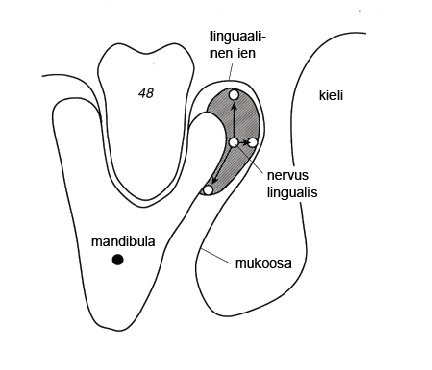 linguaali-
nen ien
48
kieli
nervus
lingualis
mandibula
mukoosa